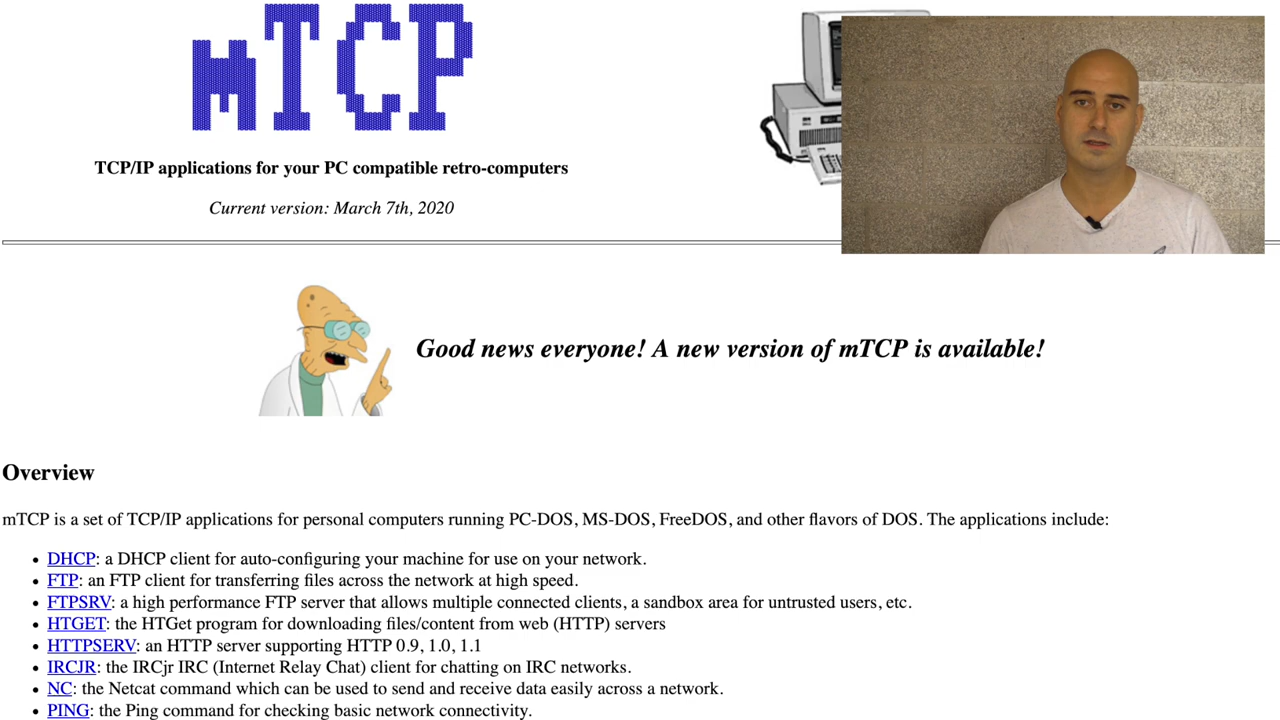 mTCP
TCP/IP applications for your PC compatible retro-computers
Current version: March 7th, 2020
Good news everyone! A new version of mTCP is available!
Overview
mTCP is a set of TCP/IP applications for personal computers running PC-DOS, MS-DOS, FreeDOS, and other flavors of DOS. The applications include:
DHCP: a DHCP client for auto-configuring your machine for use on your network.
FTP: an FTP client for transferring files across the network at high speed.
FTPSRV: a high performance FTP server that allows multiple connected clients, a sandbox area for untrusted users, etc.
HTGET: the HTGet program for downloading files/content from web (HTTP) servers
HTTPSERV: an HTTP server supporting HTTP 0.9, 1.0, 1.1
IRCJR: the IRCjr IRC (Internet Relay Chat) client for chatting on IRC networks.
NC: the Netcat command which can be used to send and receive data easily across a network.
PING: the Ping command for checking basic network connectivity.